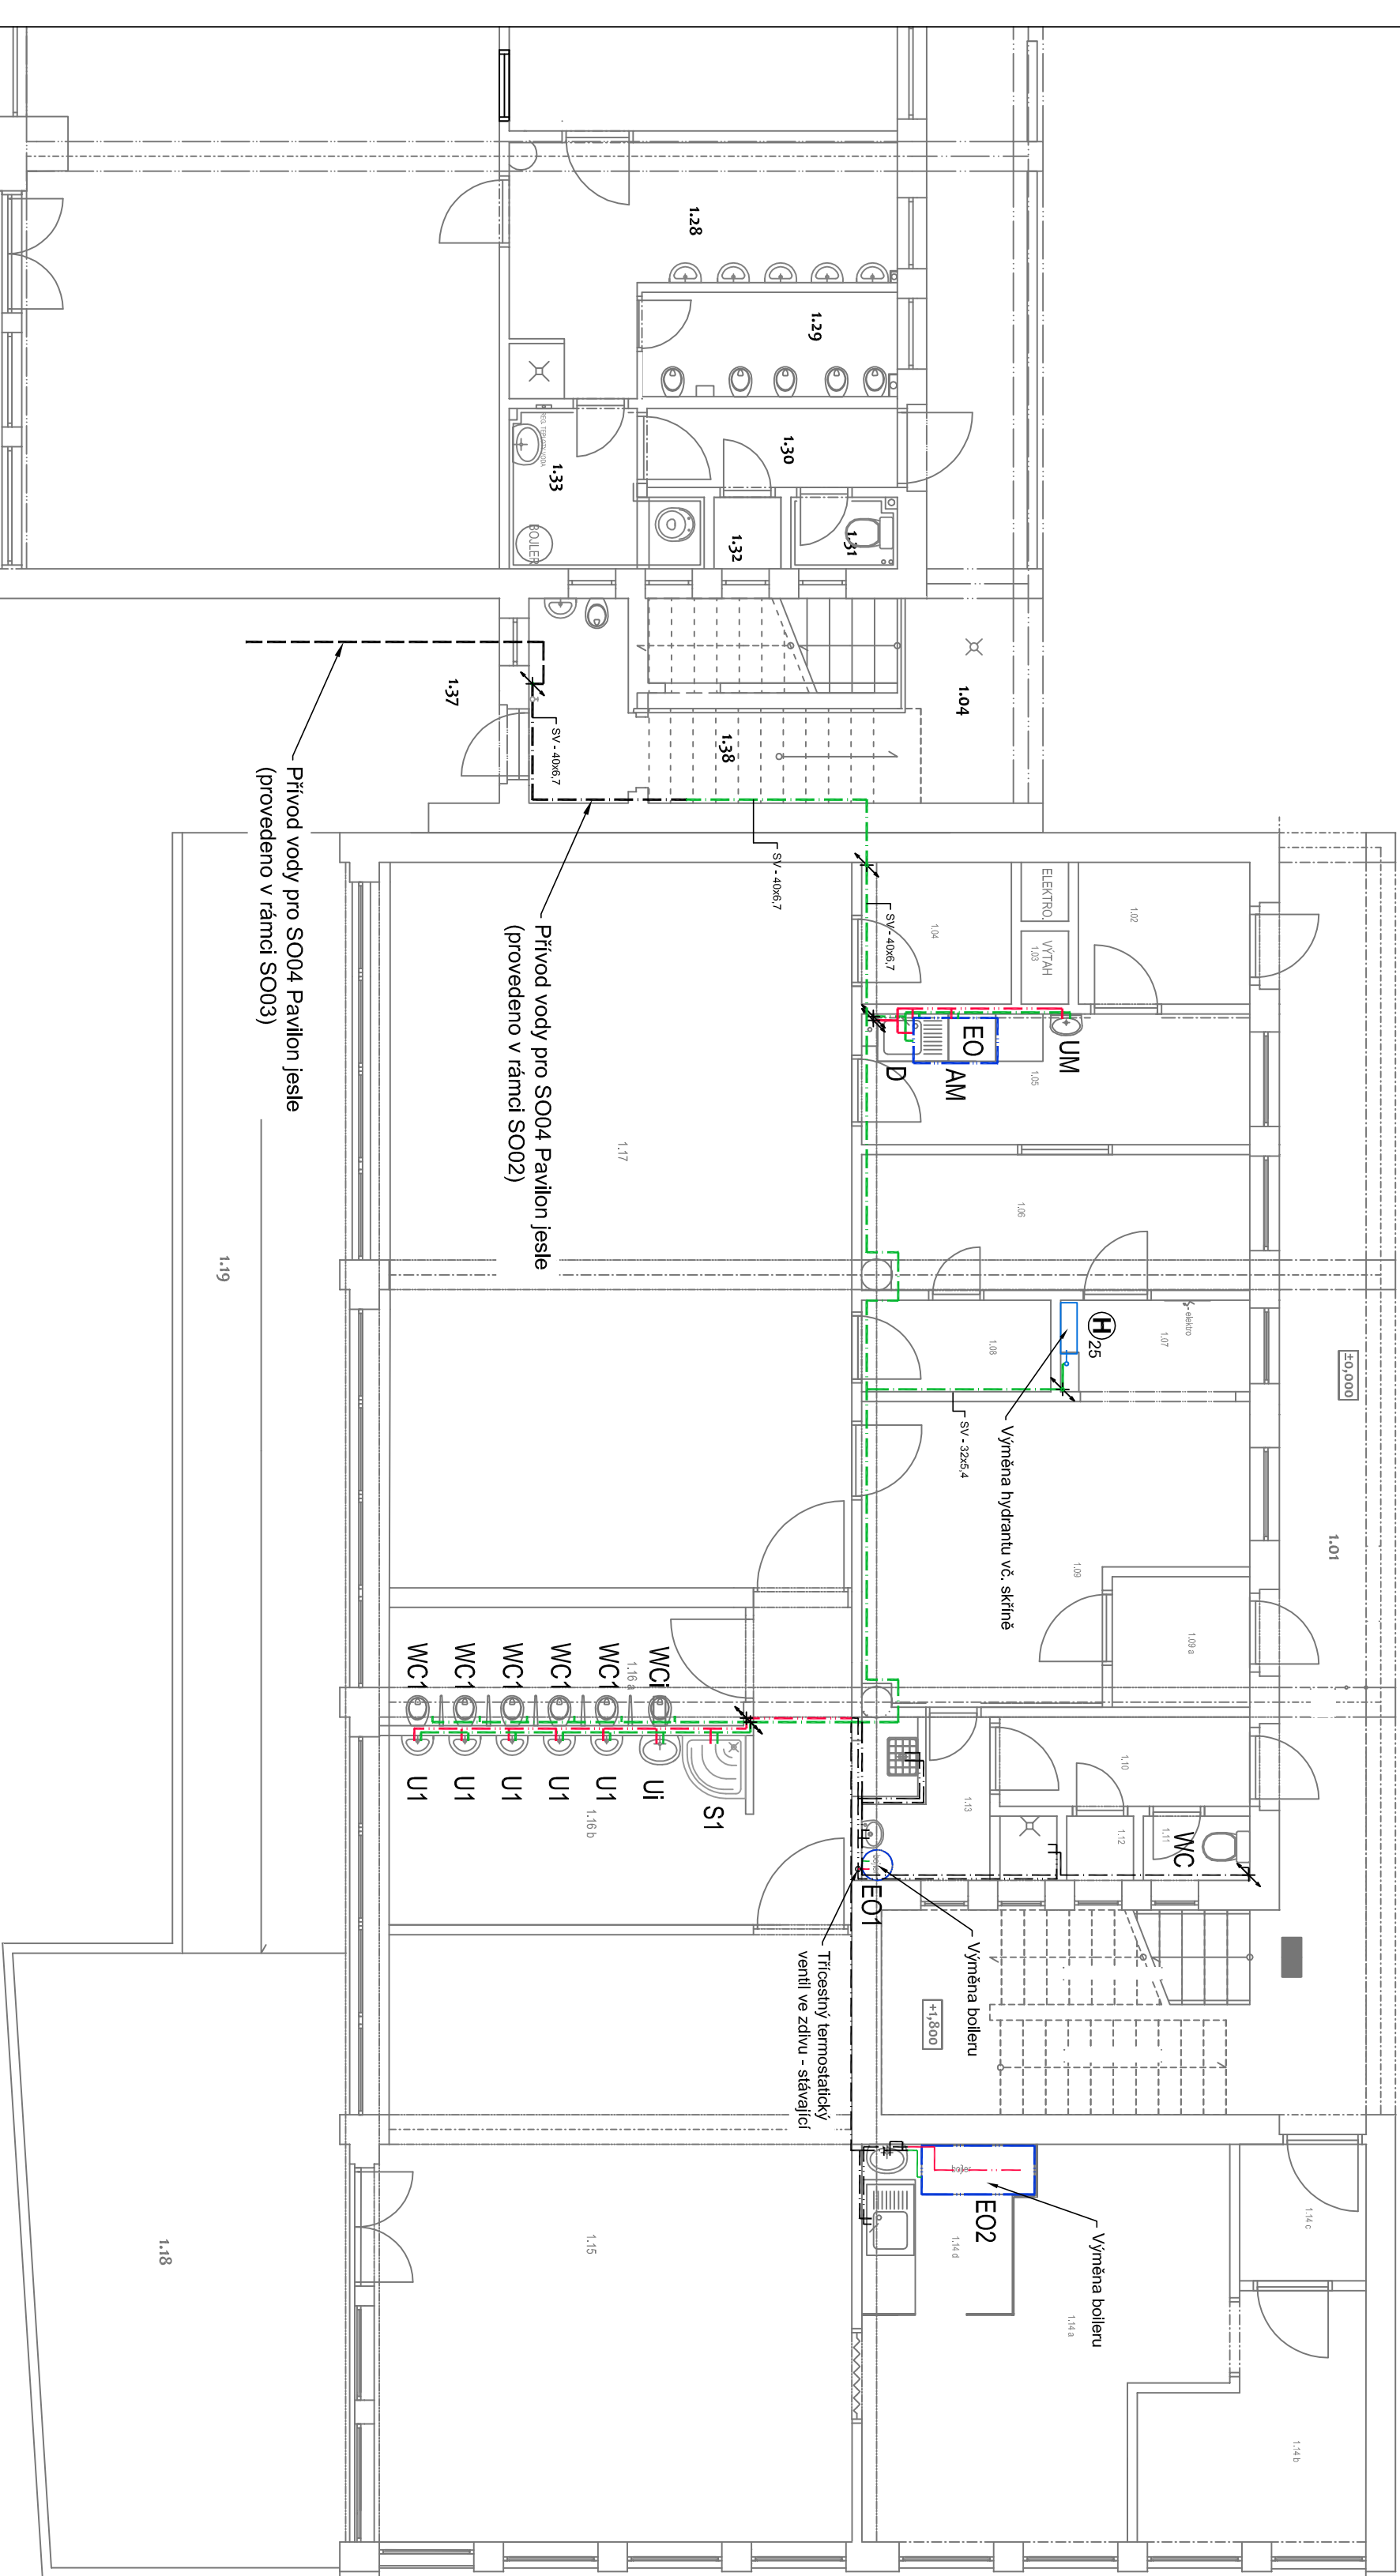 1.28
1.29
1.30
1.31
1.32
1.33
BOJLER
1.04
1.37
1.38
SV - 40x6,7
SV - 40x6,7
SV - 40x6,7
Přívod vody pro SO04 Pavilon jesle
(provedeno v rámci SO03)
Přívod vody pro SO04 Pavilon jesle
(provedeno v rámci SO02)
ELEKTRO.
VÝTAH
1.03
1.02
1.04
UM
EO
AM
D
1.05
1.06
1.17
1.19
±0,000
H
25
elektro
1.07
1.08
SV - 32x5,4
Výměna hydrantu vč. skříně
1.01
1.09
1.09 a
WC1
WC1
WC1
WC1
WC1
WCi
1.16 a
U1
U1
U1
U1
U1
Ui
S1
1.16 b
1.10
1.13
1.12
1.11
WC
EO1
Výměna boileru
Třícestný termostatický
ventil ve zdivu - stávající
+1,800
EO2
Výměna boileru
1.14 d
1.14 a
1.14 c
1.14 b
1.15
1.18